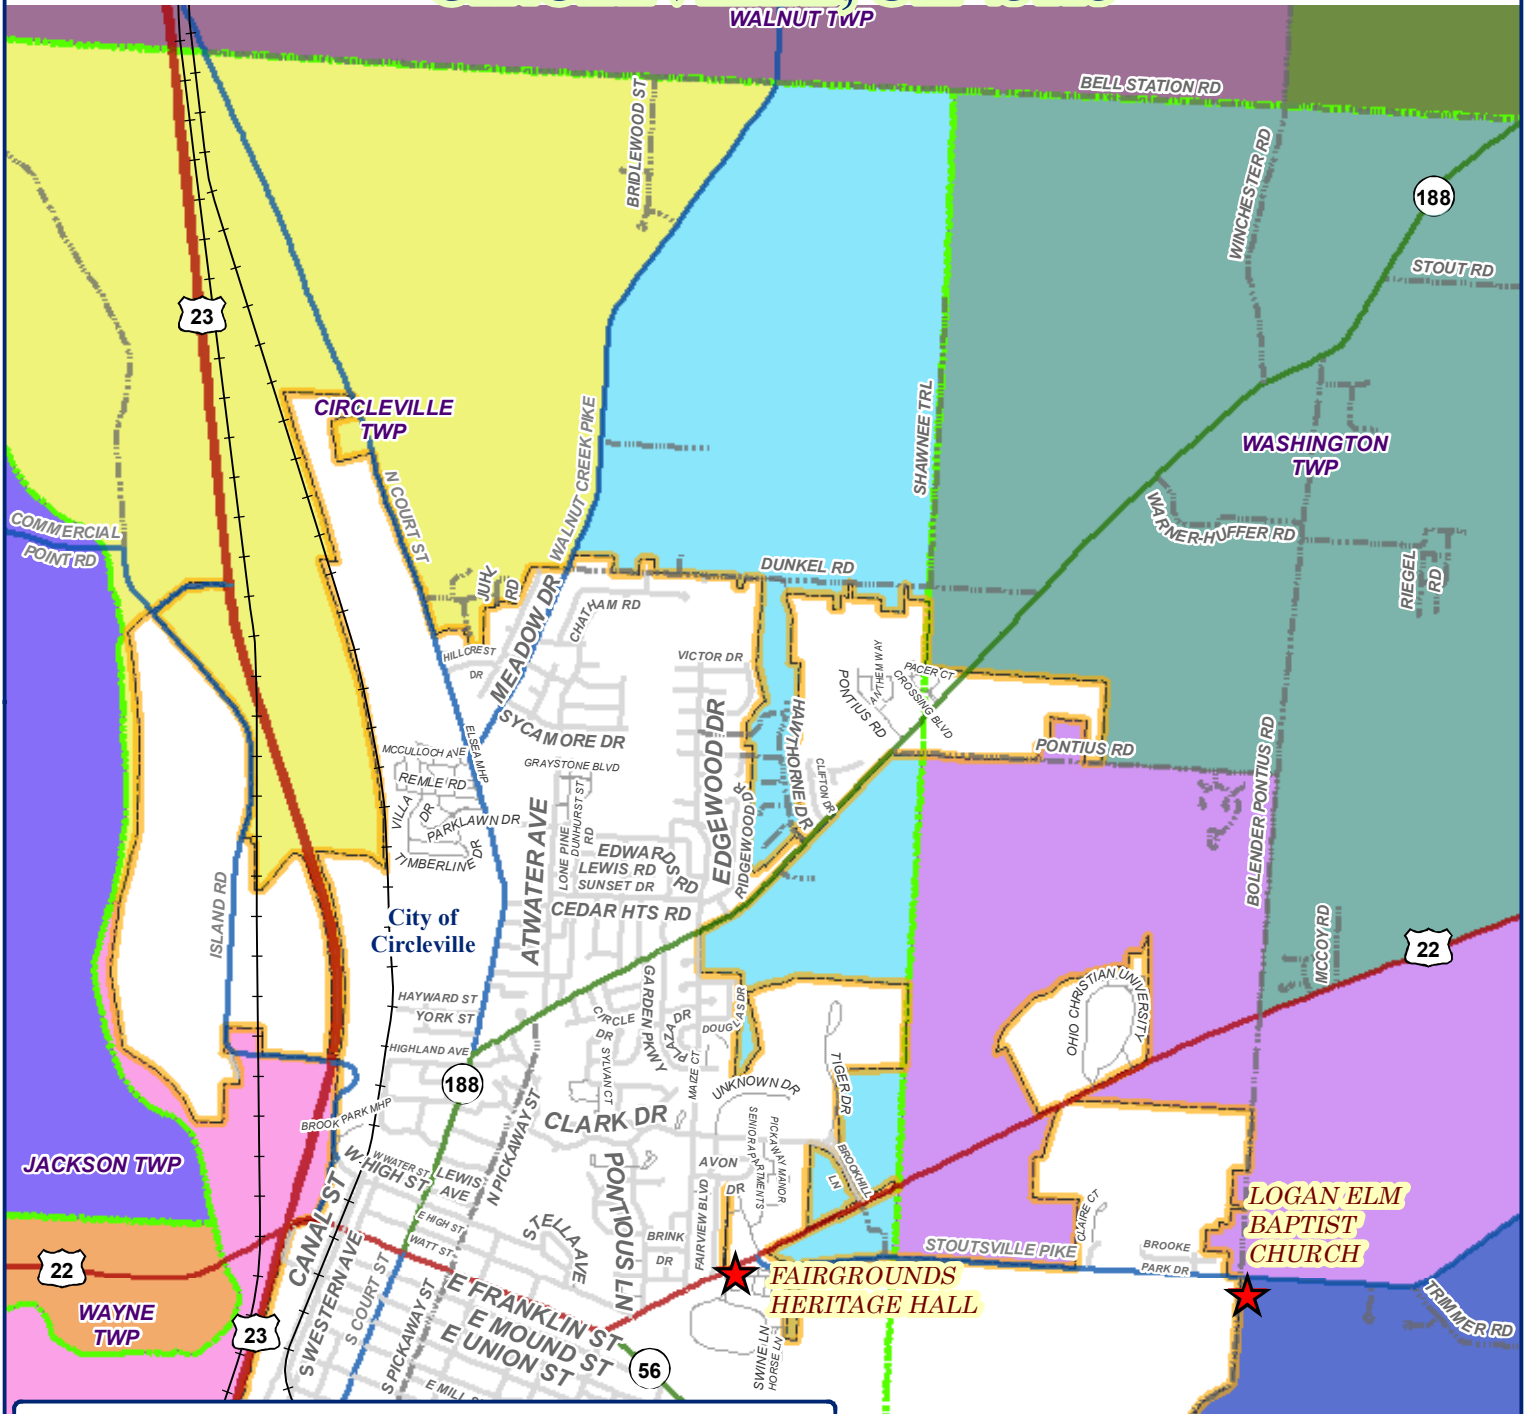 WALNUT TWP
BELL STATION RD
BRIDLEWOOD ST
WINCHESTER RD
188
STOUT RD
23
CIRCLEVILLE
TWP
WALNUT CREEK PIKE
SHAWNEE TRL
WASHINGTON
TWP
N COURT ST
COMMERCIAL
POINT RD
WARNER-HUFFER RD
RIEGEL
RD
DUNKEL RD
JUHL
RD
MEADOW DR
CHATHAM RD
HILLCREST
DR
VICTOR DR
ANTHEM WAY
PACER CT
CROSSING BLVD
PONTIUS RD
SYCAMORE DR
EDGEWOOD DR
HAWTHORNE DR
PONTIUS RD
BOLENDER PONTIUS RD
ELSEA MHP
MCCULLOCH AVE
GRAYSTONE BLVD
REMLE RD
VILLA
DR
PARKLAWN DR
TIMBERLINE DR
DUNHURST ST
LONE PINE
RD
CLIFTON DR
RIDGEWOOD DR
ATWATER AVE
EDWARDS RD
LEWIS RD
SUNSET DR
CEDAR HTS RD
ISLAND RD
City of
Circleville
MCCOY RD
22
HAYWARD ST
YORK ST
CIRCLE
DR
GARDEN PKWY
PLAZA
DR
DOUGLAS DR
OHIO CHRISTIAN UNIVERSITY
HIGHLAND AVE
188
SYLVAN CT
MAIZE CT
UNKNOWN DR
TIGER DR
BROOK PARK MHP
CLARK DR
N PICKAWAY ST
SENIOR APARTMENTS
PICKAWAY MANOR
JACKSON TWP
W WATER ST
W HIGH ST
LEWIS
AVE
PONTIOUS LN
AVON
DR
BROOKHILL
LN
LOGAN ELM
BAPTIST
CHURCH
CANAL ST
E HIGH ST
WATT ST
STELLA AVE
BRINK
DR
FAIRVIEW BLVD
CLAIRE CT
STOUTSVILLE PIKE
BROOKE
PARK DR
22
WAYNE
TWP
23
S WESTERN AVE
S COURT ST
S PICKAWAY ST
E FRANKLIN ST
E MOUND ST
E UNION ST
FAIRGROUNDS
HERITAGE HALL
TRIMMER RD
56
SWINE LN
HORSE LN
E MILL